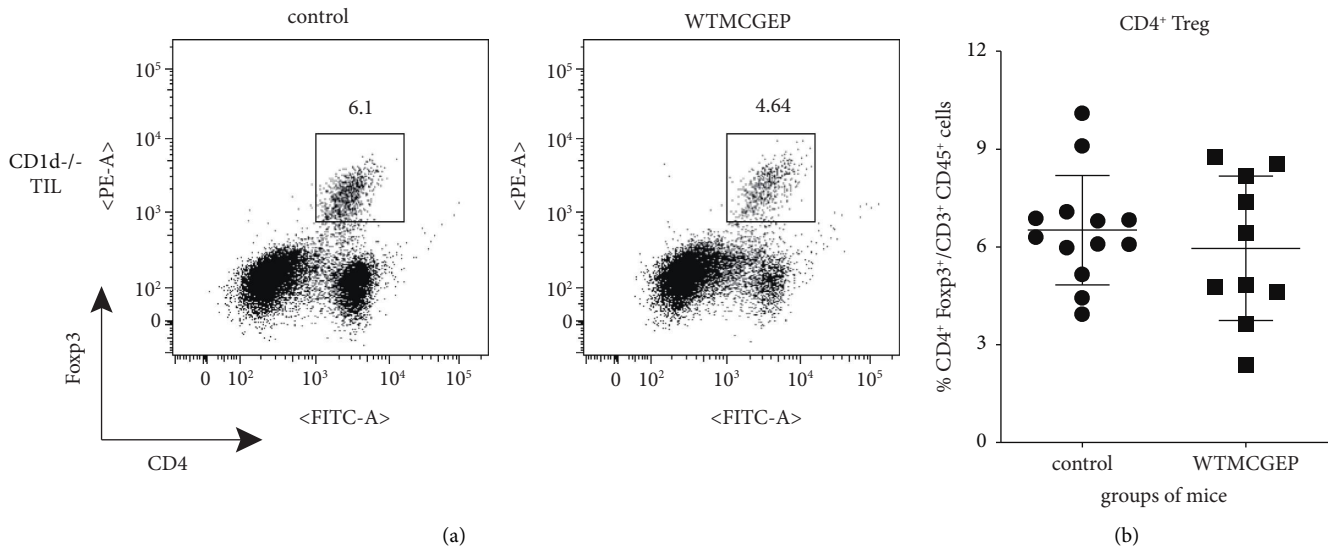 control
WTMCGEP
CD4⁺ Treg
CD1d-/-
TIL
<PE-A>
10⁵
10⁴
10³
10²
0
6.1
0 10² 10³ 10⁴ 10⁵
<FITC-A>
<PE-A>
10⁵
10⁴
10³
10²
0
4.64
0 10² 10³ 10⁴ 10⁵
<FITC-A>
Foxp3
CD4
% CD4⁺ Foxp3⁺/CD3⁺ CD45⁺ cells
12
9
6
3
0
control WTMCGEP
groups of mice
(a)
(b)